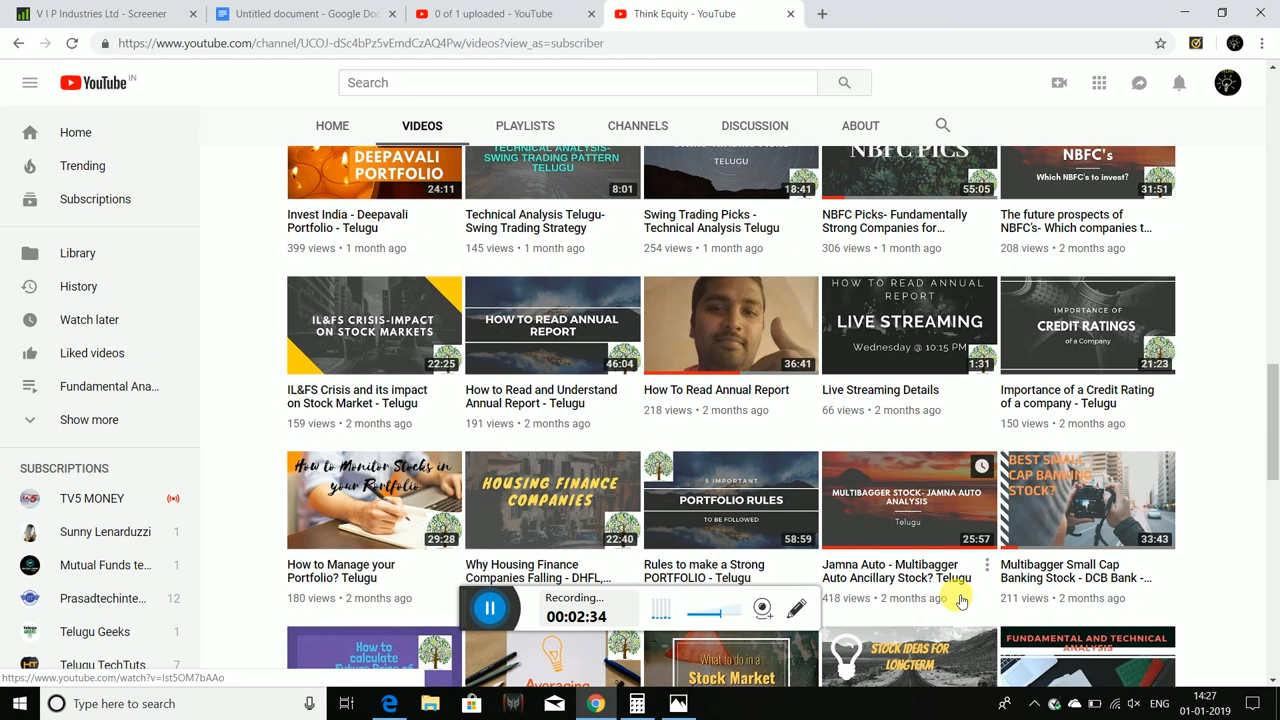 V I P Industries Ltd - Screener
Untitled document - Google Do
0 of 1 uploaded - YouTube
Think Equity - YouTube
https://www.youtube.com/channel/UCOJ-dSc4bPz5vEmdCzAQ4Pw/videos?view_as=subscriber
YouTube IN
Search
HOME VIDEOS PLAYLISTS CHANNELS DISCUSSION ABOUT
Home
Trending
Subscriptions
Library
History
Watch later
Liked videos
Fundamental Ana...
Show more
SUBSCRIPTIONS
TV5 MONEY
Sunny Lenarduzzi 1
Mutual Funds te... 1
Prasadtechinte... 12
Telugu Geeks 1
Telugu TechTuts 7
DEEPAVALI
PORTFOLIO
24:11
Invest India - Deepavali
Portfolio - Telugu
399 views • 1 month ago
TECHNICAL ANALYSIS-
SWING TRADING PATTERN
TELUGU
8:01
Technical Analysis Telugu-
Swing Trading Strategy
145 views • 1 month ago
TELUGU
18:41
Swing Trading Picks -
Technical Analysis Telugu
254 views • 1 month ago
NBFC PICS
55:05
NBFC Picks- Fundamentally
Strong Companies for...
306 views • 1 month ago
NBFC's
Which NBFC's to invest?
31:51
The future prospects of
NBFC's- Which companies t...
208 views • 2 months ago
IL&FS CRISIS-IMPACT
ON STOCK MARKETS
22:25
IL&FS Crisis and its impact
on Stock Market - Telugu
159 views • 2 months ago
HOW TO READ ANNUAL
REPORT
46:04
How to Read and Understand
Annual Report - Telugu
191 views • 2 months ago
36:41
How To Read Annual Report
218 views • 2 months ago
HOW TO READ ANNUAL
REPORT
LIVE STREAMING
Wednesday @ 10:15 PM
1:31
Live Streaming Details
66 views • 2 months ago
IMPORTANCE OF
CREDIT RATINGS
of a Company
21:23
Importance of a Credit Rating
of a company - Telugu
150 views • 2 months ago
How to Monitor Stocks in
your Portfolio?
29:28
How to Manage your
Portfolio? Telugu
180 views • 2 months ago
HOUSING FINANCE
COMPANIES
22:40
Why Housing Finance
Companies Falling - DHFL,...
5 IMPORTANT
PORTFOLIO RULES
TO BE FOLLOWED
58:59
Rules to make a Strong
PORTFOLIO - Telugu
MULTIBAGGER STOCK- JAMNA AUTO
ANALYSIS
Telugu
25:57
Jamna Auto - Multibagger
Auto Ancillary Stock? Telugu
418 views • 2 months ago
BEST SMALL
CAP BANKING
STOCK?
33:43
Multibagger Small Cap
Banking Stock - DCB Bank -...
211 views • 2 months ago
Recording...
00:02:34
How to
calculate
Averaging
What to do in a
Stock Market
STOCK IDEAS FOR
LONGTERM
FUNDAMENTAL AND TECHNICAL
ANALYSIS
https://www.youtube.com/watch?v=Ist5OM7bAAo
Type here to search
ENG
14:27
01-01-2019